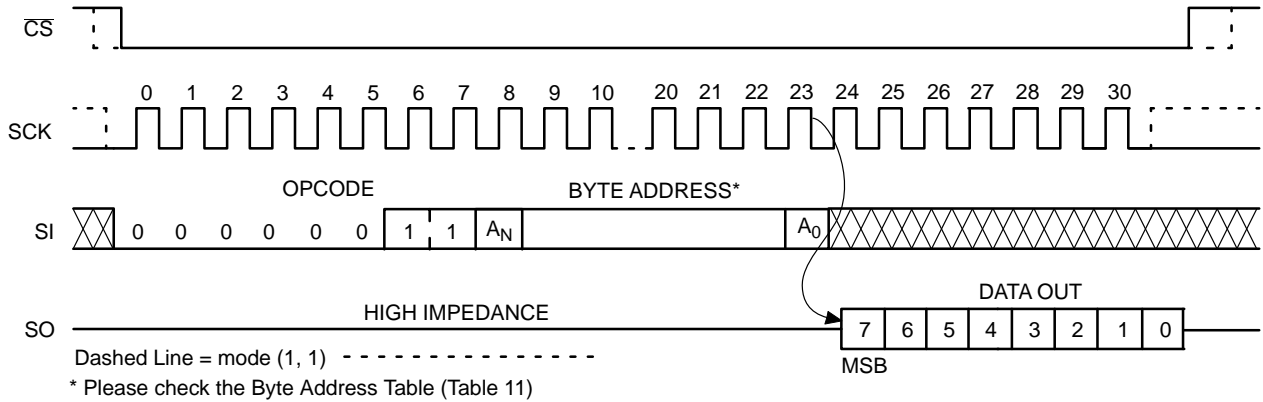 CS
0 1 2 3 4 5 6 7 8 9 10 20 21 22 23 24 25 26 27 28 29 30
SCK
OPCODE BYTE ADDRESS*
SI 0 0 0 0 0 0 1 1 AN A0
DATA OUT
HIGH IMPEDANCE
SO 7 6 5 4 3 2 1 0
Dashed Line = mode (1, 1)
MSB
* Please check the Byte Address Table (Table 11)